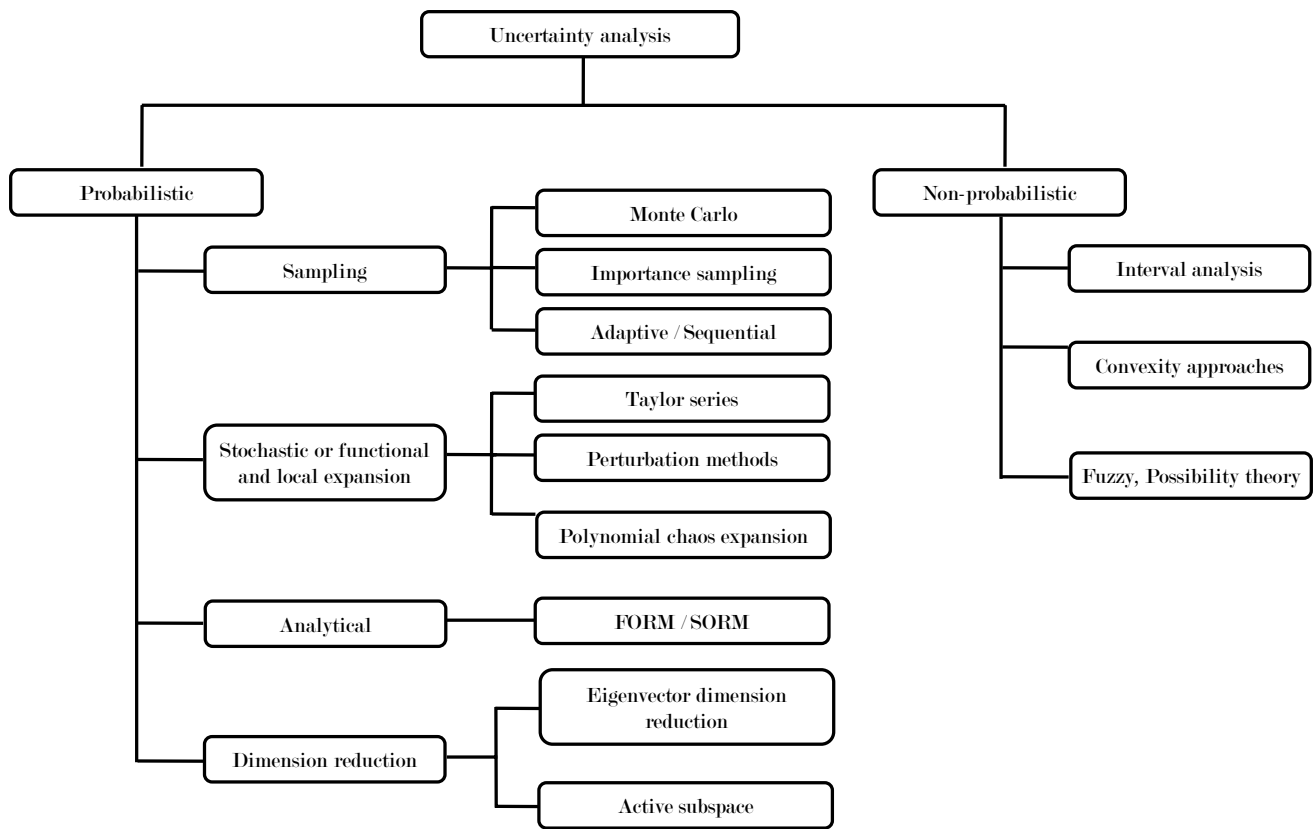 Uncertainty analysis
Probabilistic
Non-probabilistic
Sampling
Monte Carlo
Importance sampling
Adaptive / Sequential
Stochastic or functional
and local expansion
Taylor series
Perturbation methods
Polynomial chaos expansion
Analytical
FORM / SORM
Dimension reduction
Eigenvector dimension
reduction
Active subspace
Interval analysis
Convexity approaches
Fuzzy, Possibility theory